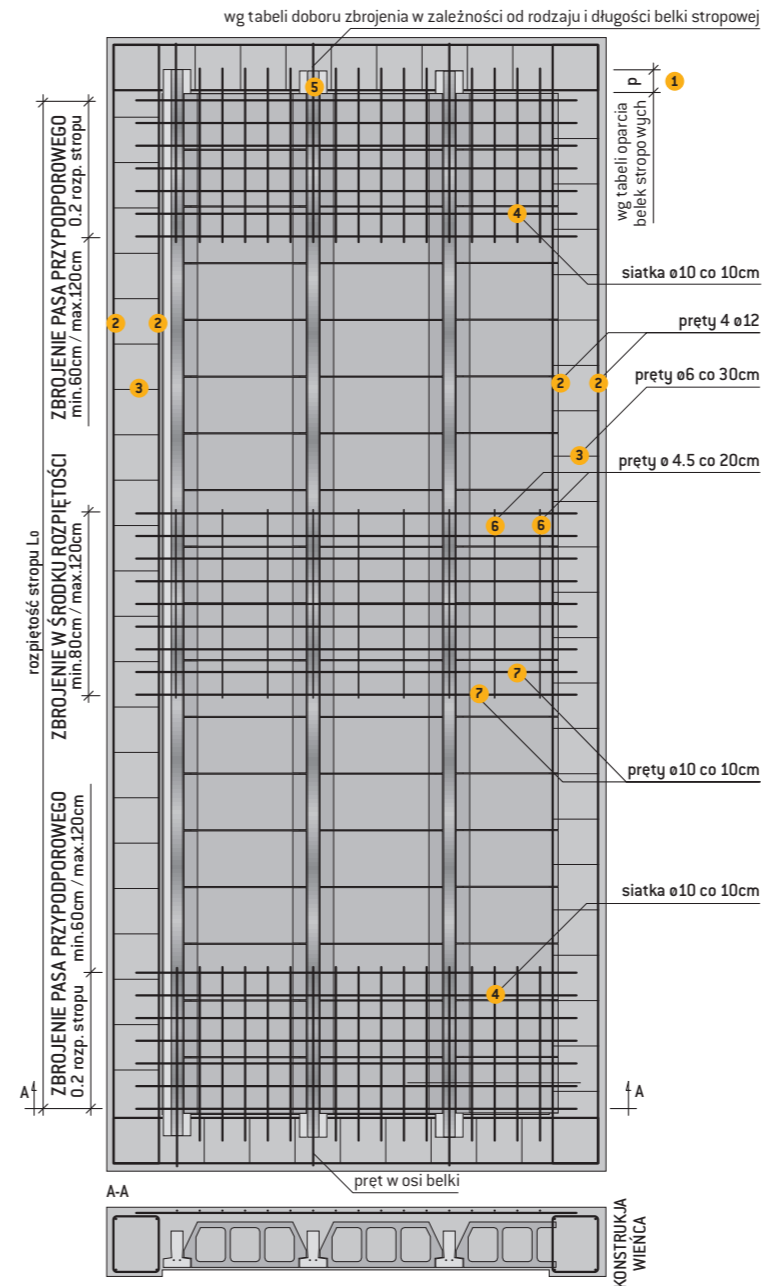 wg tabeli doboru zbrojenia w zależności od rodzaju i długości belki stropowej
5
p
1
wg tabeli oparcia
belek stropowych
ZBROJENIE PASA PRZYPODPOROWEGO
0.2 rozp. stropu
min.60cm / max.120cm
4
siatka ø10 co 10cm
2
2
pręty 4 ø12
2
2
3
pręty ø6 co 30cm
3
pręty ø 4.5 co 20cm
6
6
rozpiętość stropu L₀
ZBROJENIE W ŚRODKU ROZPIĘTOŚCI
min.80cm / max.120cm
7
7
pręty ø10 co 10cm
ZBROJENIE PASA PRZYPODPOROWEGO
0.2 rozp. stropu
min.60cm / max.120cm
siatka ø10 co 10cm
4
A
A
pręt w osi belki
A-A
KONSTRUKJA
WIEŃCA